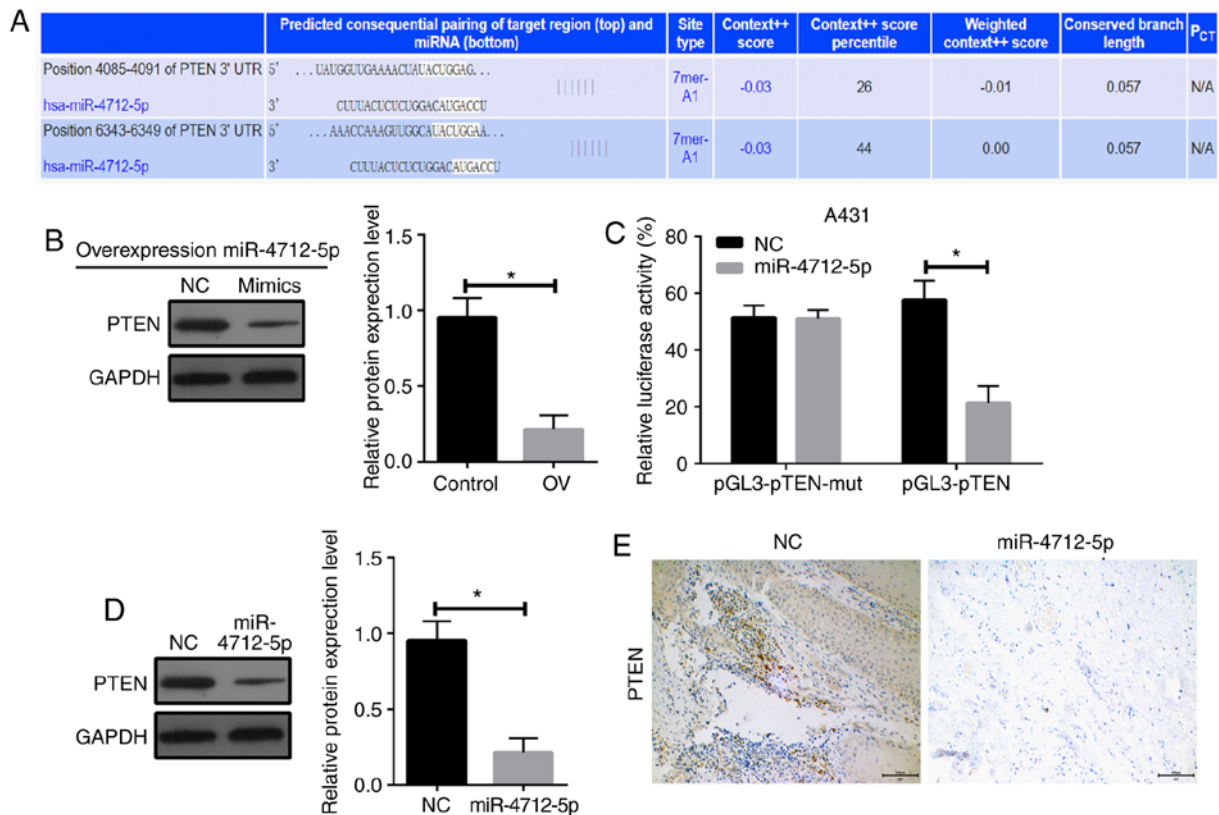 A
Predicted consequential pairing of target region (top) and miRNA (bottom)
Site type
Context++ score
Context++ score percentile
Weighted context++ score
Conserved branch length
PCT
Position 4085-4091 of PTEN 3' UTR 5' ...UAUGGUUGAAAACUAUACUGGAG...
hsa-miR-4712-5p 3' CUUUACUCUCUGGACAUGACCU
7mer-A1 -0.03 26 -0.01 0.057 N/A
Position 6343-6349 of PTEN 3' UTR 5' ...AAACCAAAGUUGGCAUACUGGAA...
hsa-miR-4712-5p 3' CUUUACUCUCUGGACAUGACCU
7mer-A1 -0.03 44 0.00 0.057 N/A
B
Overexpression miR-4712-5p
NC Mimics
PTEN
GAPDH
Relative protein exprection level
1.5
1.0
0.5
0.0
*
Control OV
C
A431
Relative luciferase activity (%)
80
60
40
20
0
NC
miR-4712-5p
*
pGL3-pTEN-mut pGL3-pTEN
D
NC miR-4712-5p
PTEN
GAPDH
Relative protein exprection level
1.5
1.0
0.5
0.0
*
NC miR-4712-5p
E
NC miR-4712-5p
PTEN